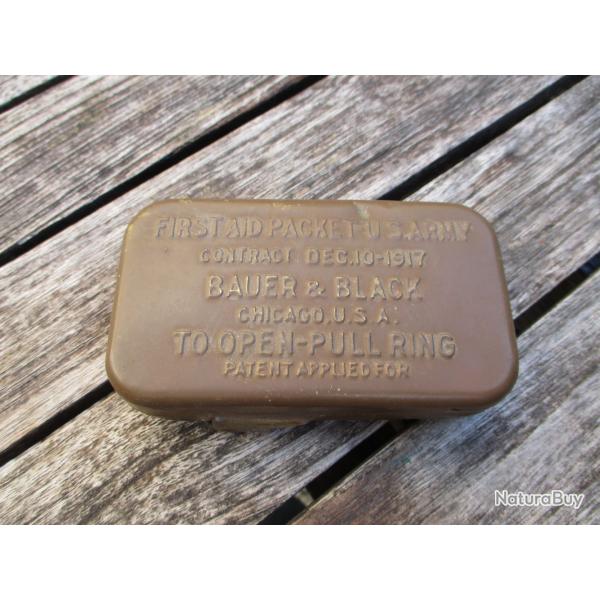 FIRST AID PACKET-U.S.ARMY
CONTRACT DEC.10-1917
BAUER & BLACK
CHICAGO, U.S.A.
TO OPEN-PULL RING
PATENT APPLIED FOR
NaturaBuy